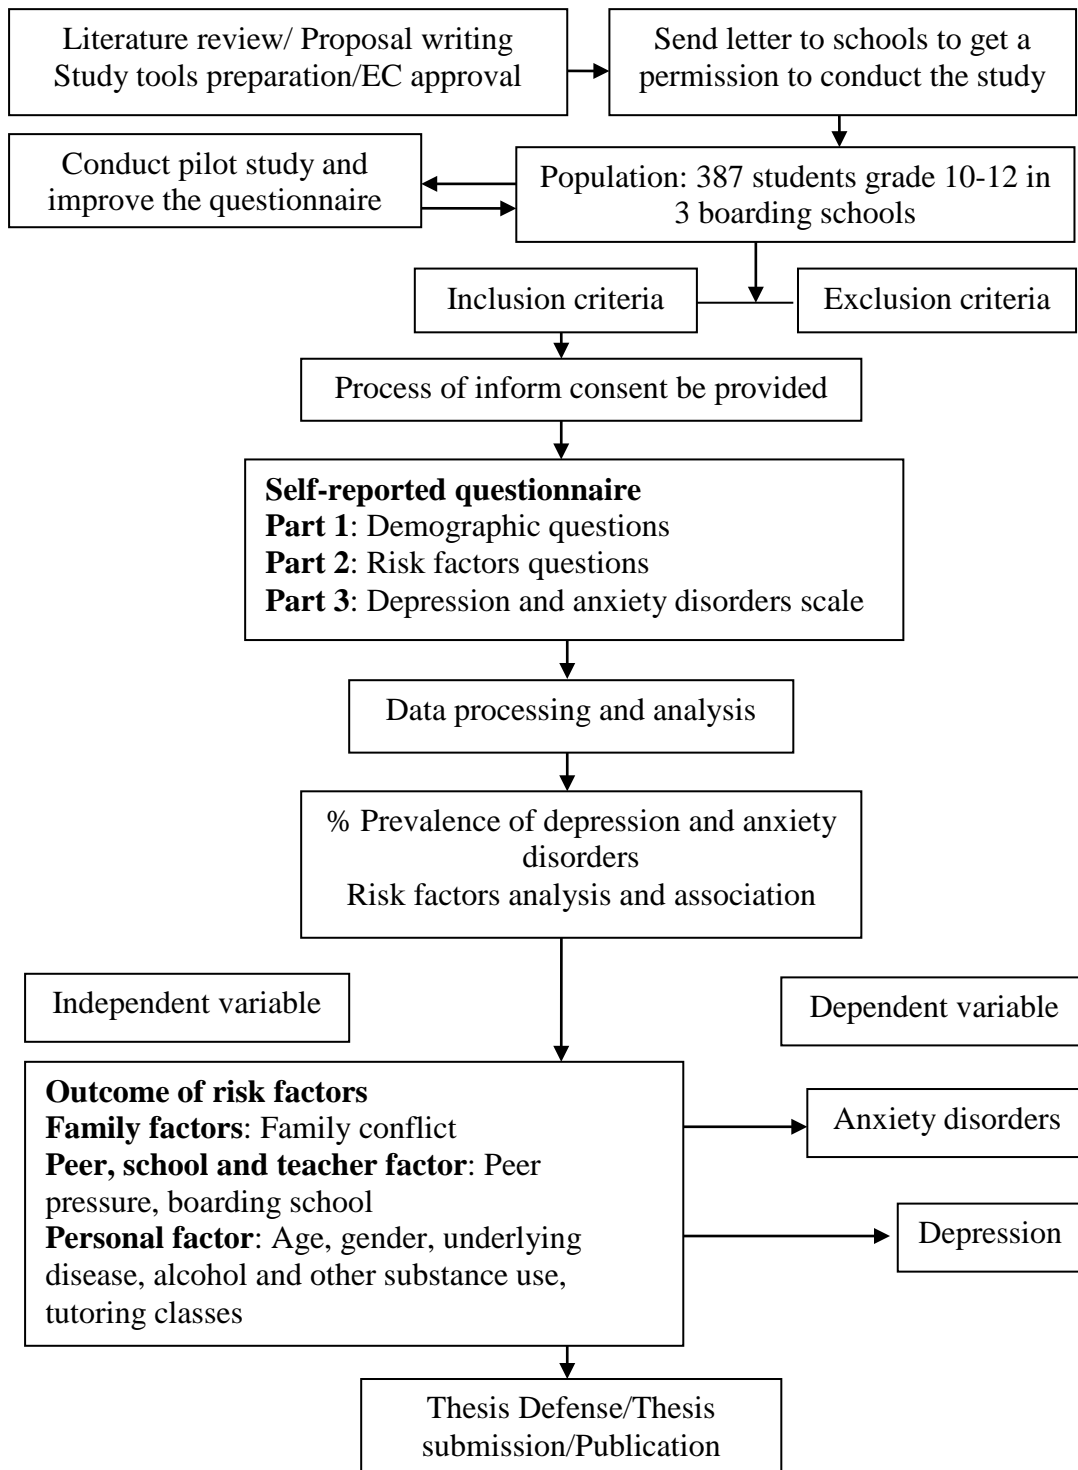 Literature review/ Proposal writing
Study tools preparation/EC approval
Send letter to schools to get a
permission to conduct the study
Conduct pilot study and
improve the questionnaire
Population: 387 students grade 10-12 in
3 boarding schools
Inclusion criteria
Exclusion criteria
Process of inform consent be provided
Self-reported questionnaire
Part 1: Demographic questions
Part 2: Risk factors questions
Part 3: Depression and anxiety disorders scale
Data processing and analysis
% Prevalence of depression and anxiety
disorders
Risk factors analysis and association
Independent variable
Dependent variable
Outcome of risk factors
Family factors: Family conflict
Peer, school and teacher factor: Peer
pressure, boarding school
Personal factor: Age, gender, underlying
disease, alcohol and other substance use,
tutoring classes
Anxiety disorders
Depression
Thesis Defense/Thesis
submission/Publication